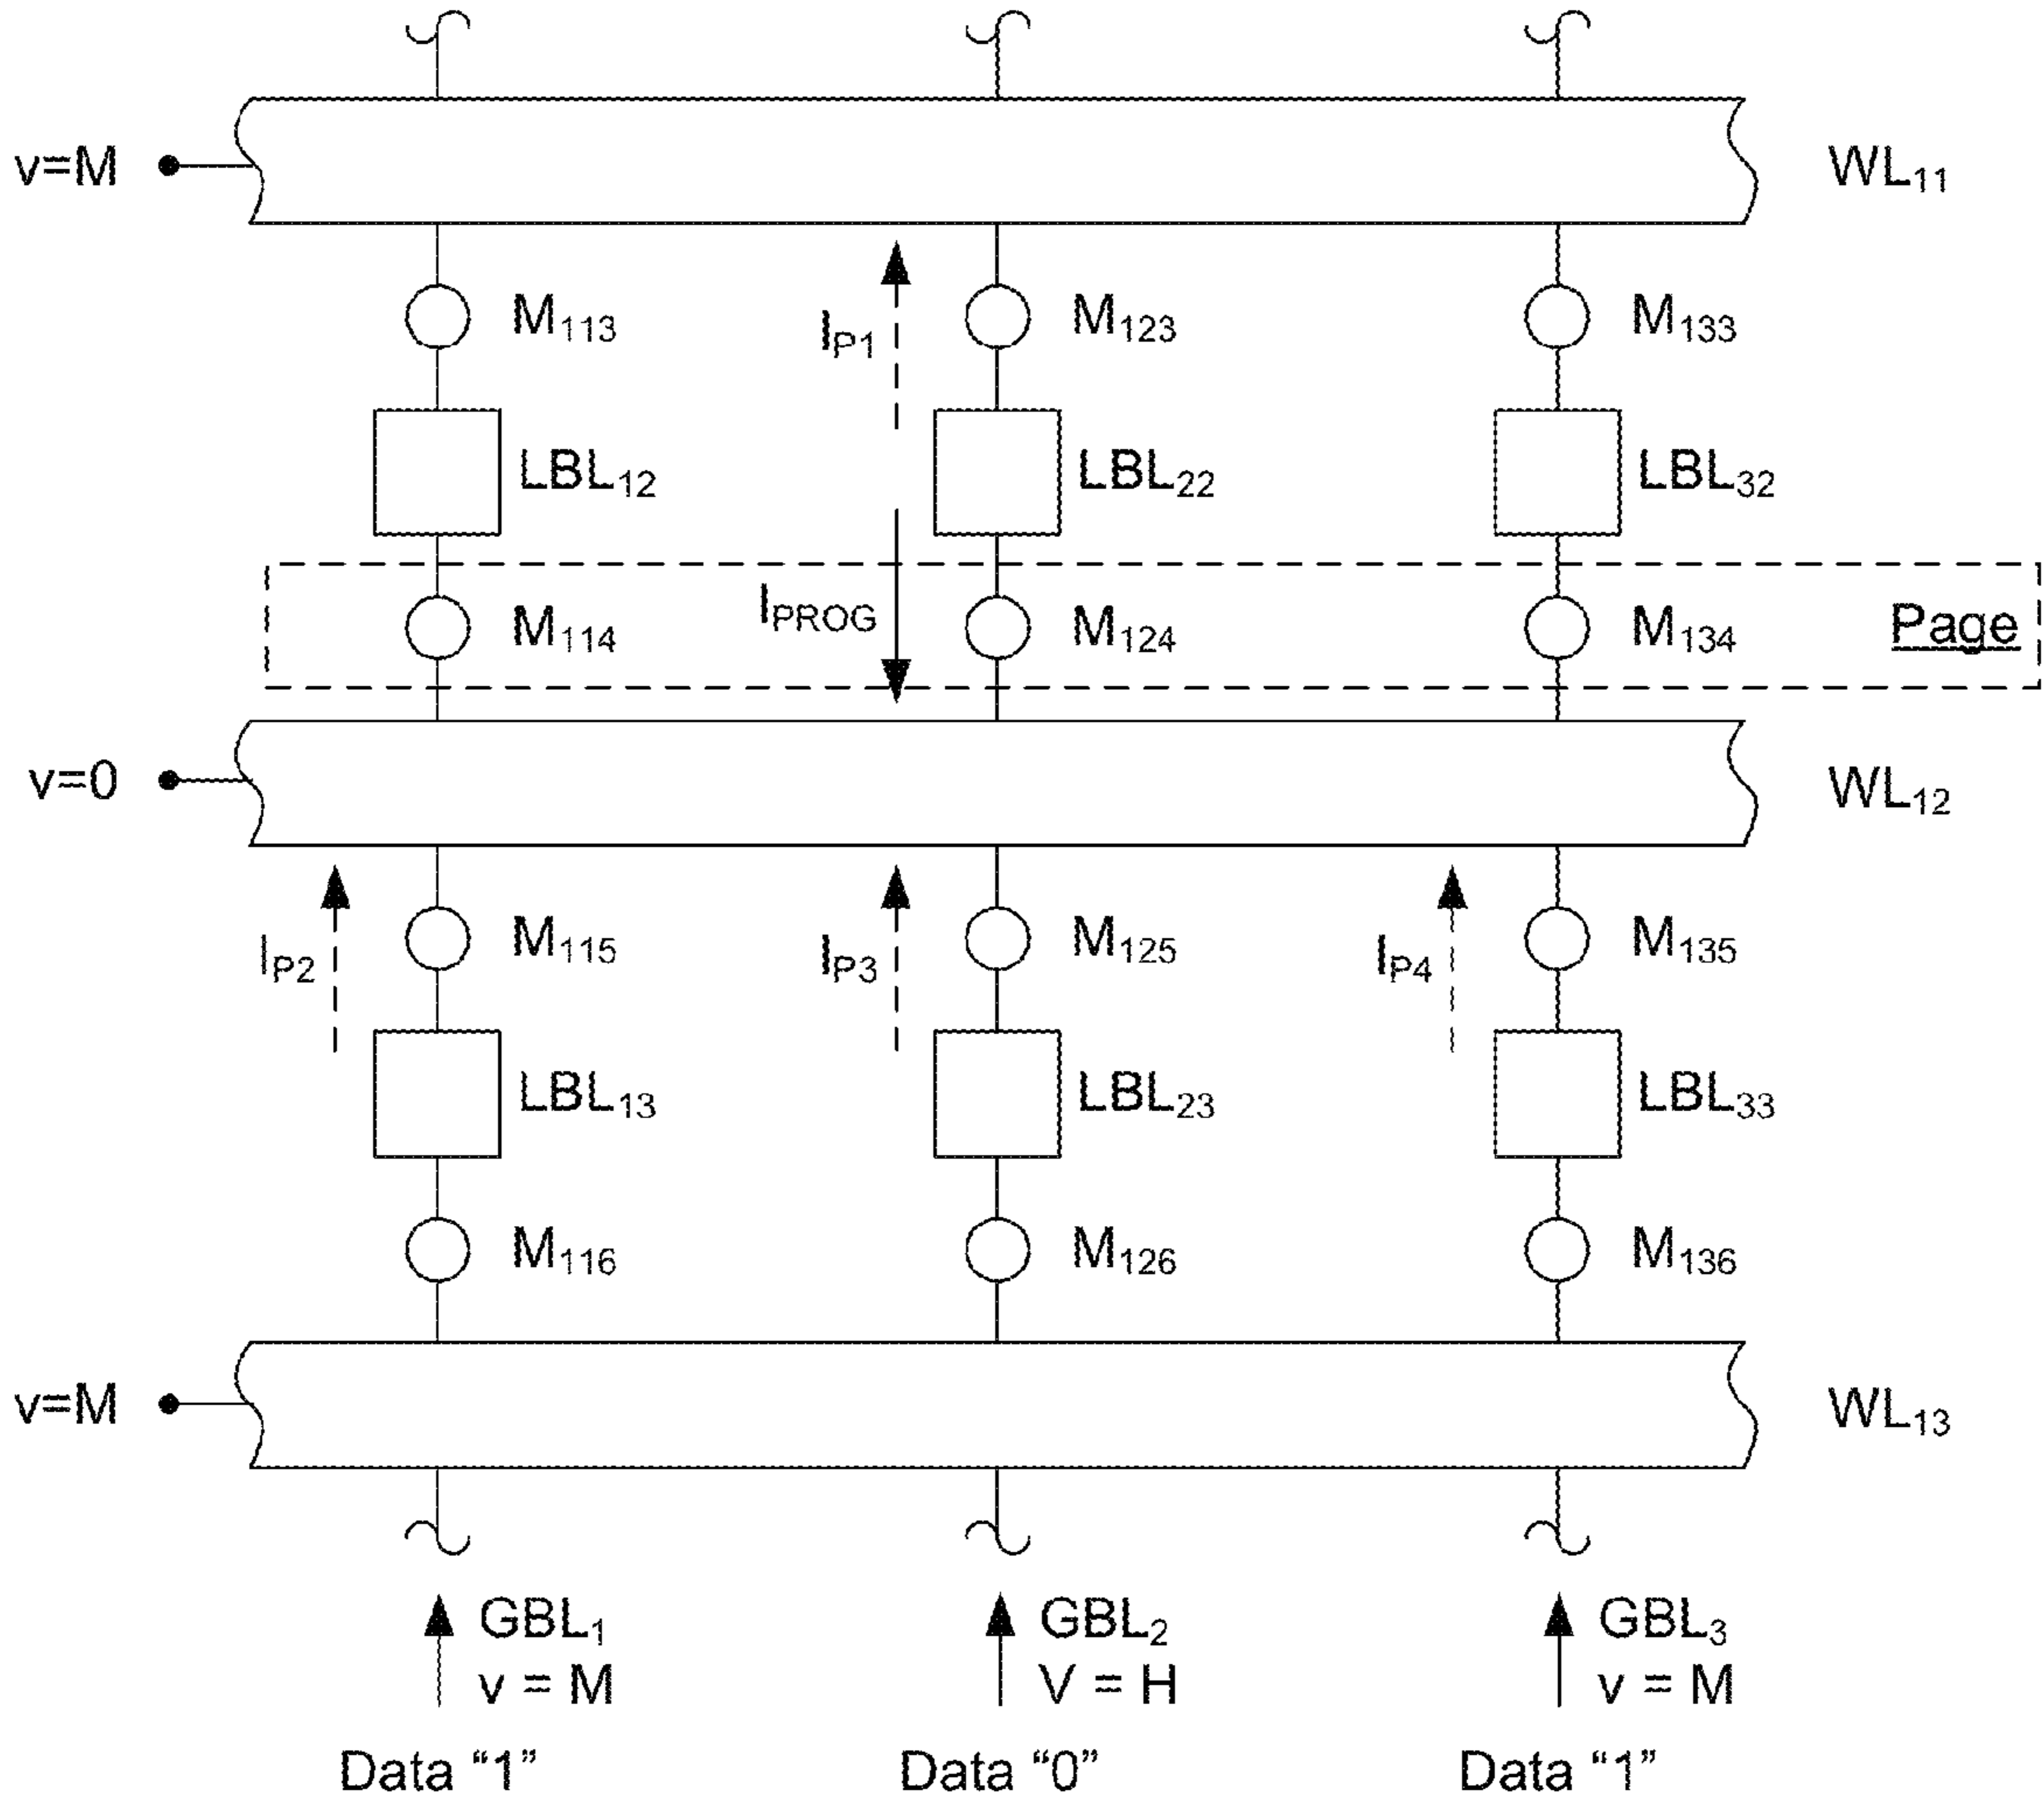 v=M WL11
M113 IP1 M123 M133
LBL12 LBL22 LBL32
M114 IPROG M124 M134 Page
v=0 WL12
IP2 M115 IP3 M125 IP4 M135
LBL13 LBL23 LBL33
M116 M126 M136
v=M WL13
GBL1 GBL2 GBL3
v = M V = H v = M
Data “1” Data “0” Data “1”